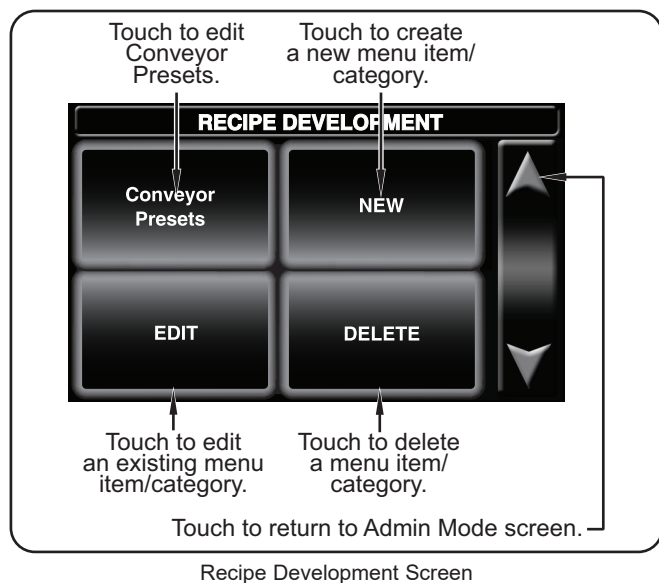 Touch to edit
Conveyor
Presets.
Touch to create
a new menu item/
category.
RECIPE DEVELOPMENT
Conveyor
Presets
NEW
EDIT
DELETE
Touch to edit
an existing menu
item/category.
Touch to delete
a menu item/
category.
Touch to return to Admin Mode screen.
Recipe Development Screen